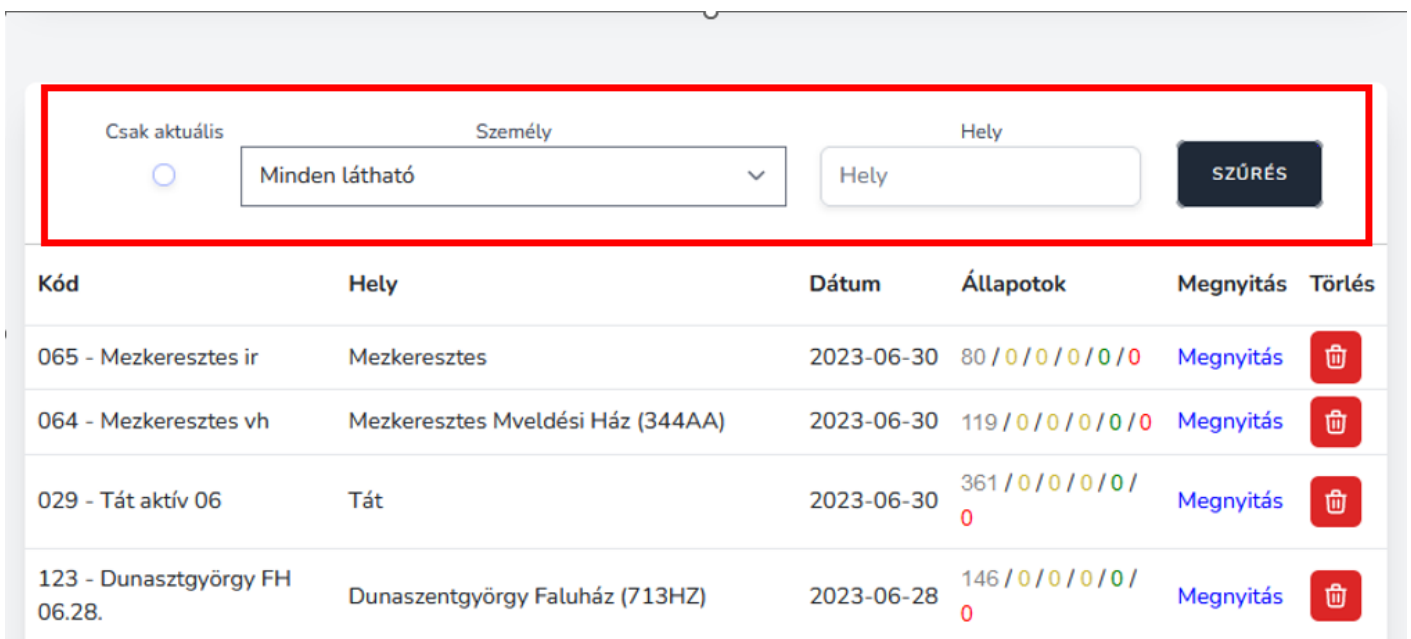 Csak aktuális Személy Hely
Minden látható Hely SZŰRÉS
Kód Hely Dátum Állapotok Megnyitás Törlés
065 - Mezkeresztes ir Mezkeresztes 2023-06-30 80 / 0 / 0 / 0 / 0 / 0 Megnyitás
064 - Mezkeresztes vh Mezkeresztes Mveldési Ház (344AA) 2023-06-30 119 / 0 / 0 / 0 / 0 / 0 Megnyitás
029 - Tát aktív 06 Tát 2023-06-30 361 / 0 / 0 / 0 / 0 /
0 Megnyitás
123 - Dunasztgyörgy FH
06.28. Dunaszentgyörgy Faluház (713HZ) 2023-06-28 146 / 0 / 0 / 0 / 0 /
0 Megnyitás